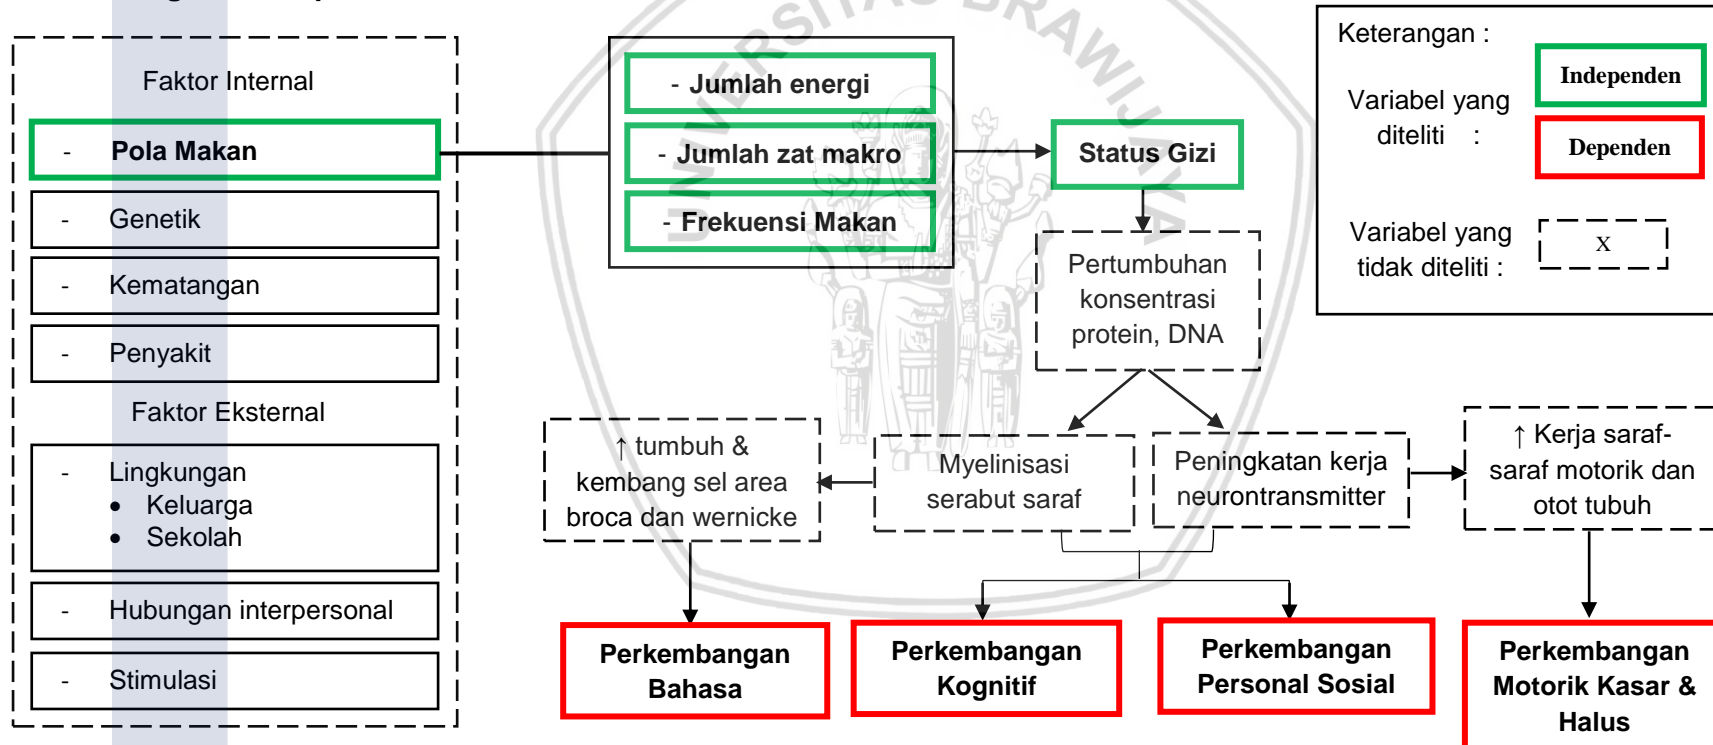 UNIVERSITAS BRAWIJAYA
Faktor Internal
- Pola Makan
- Genetik
- Kematangan
- Penyakit
Faktor Eksternal
- Lingkungan
• Keluarga
• Sekolah
- Hubungan interpersonal
- Stimulasi
- Jumlah energi
- Jumlah zat makro
- Frekuensi Makan
Status Gizi
Pertumbuhan
konsentrasi
protein, DNA
↑ tumbuh &
kembang sel area
broca dan wernicke
Myelinisasi
serabut saraf
Peningkatan kerja
neurontransmitter
↑ Kerja saraf-
saraf motorik dan
otot tubuh
Perkembangan
Bahasa
Perkembangan
Kognitif
Perkembangan
Personal Sosial
Perkembangan
Motorik Kasar &
Halus
Keterangan :
Variabel yang
diteliti :
Independen
Dependen
Variabel yang
tidak diteliti :
X